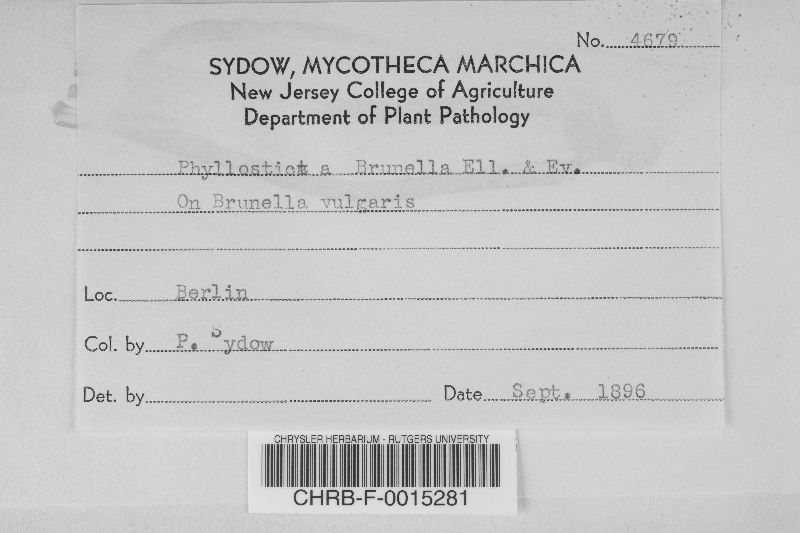 No. 4679
SYDOW, MYCOTHECA MARCHICA
New Jersey College of Agriculture
Department of Plant Pathology
Phyllosticta Brunella Ell. & Ev.
On Brunella vulgaris
Loc. Berlin
Col. by P. Sydow
Det. by Date Sept. 1896
CHRYSLER HERBARIUM - RUTGERS UNIVERSITY
CHRB-F-0015281